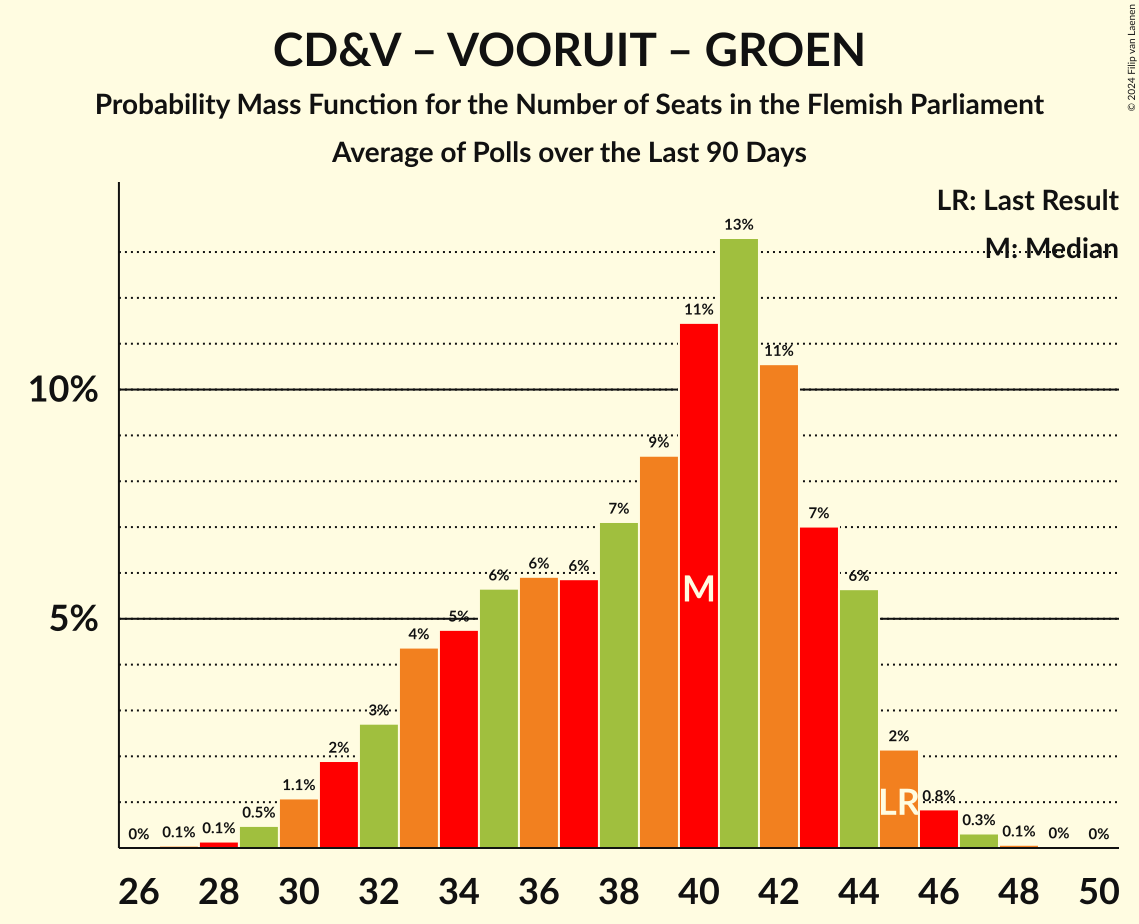 © 2024 Filip van Laenen
CD&V – VOORUIT – GROEN
Probability Mass Function for the Number of Seats in the Flemish Parliament
Average of Polls over the Last 90 Days
LR: Last Result
M: Median
10%
5%
0% 0.1% 0.1% 0.5% 1.1% 2% 3% 4% 5% 6% 6% 6% 7% 9% 11% 13% 11% 7% 6% 2% 0.8% 0.3% 0.1% 0% 0%
M
LR
26 28 30 32 34 36 38 40 42 44 46 48 50